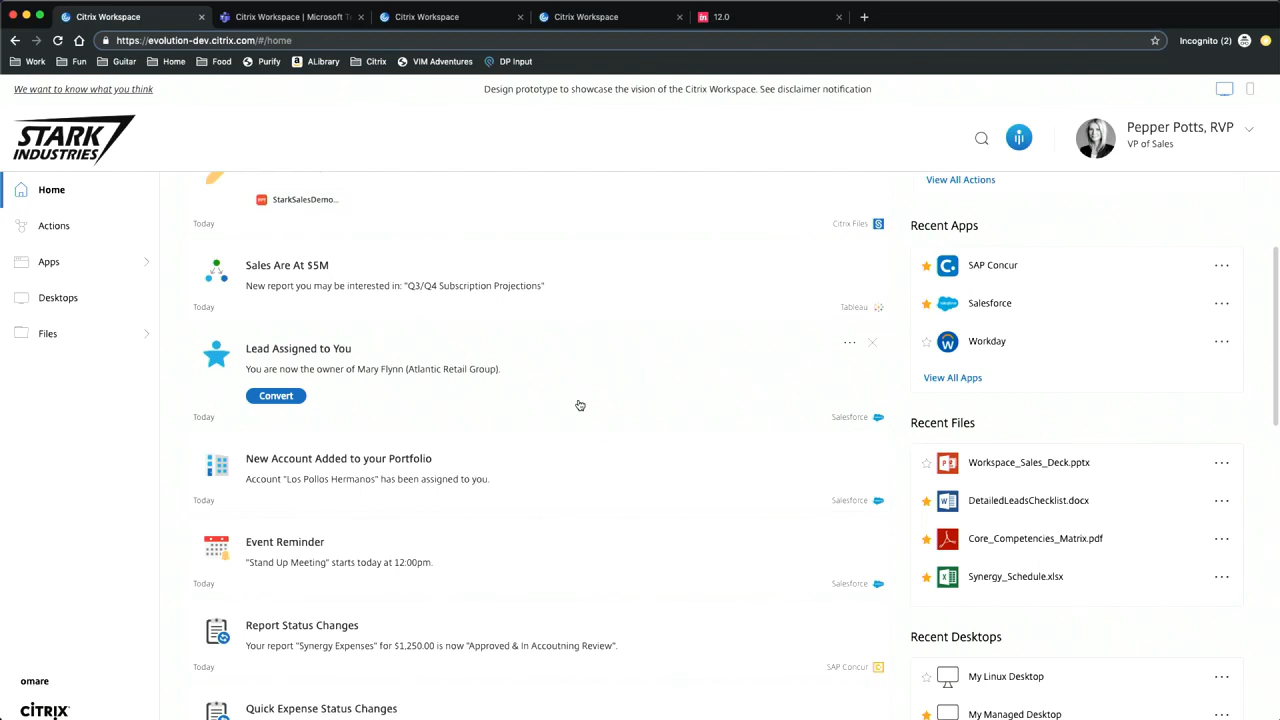 Citrix Workspace
Citrix Workspace | Microsoft T
Citrix Workspace
Citrix Workspace
12.0
https://evolution-dev.citrix.com/#/home
Incognito (2)
Work
Fun
Guitar
Home
Food
Purify
ALibrary
Citrix
VIM Adventures
DP Input
We want to know what you think
Design prototype to showcase the vision of the Citrix Workspace. See disclaimer notification
STARK
INDUSTRIES
Pepper Potts, RVP
VP of Sales
Home
Actions
Apps
Desktops
Files
omare
CITRIX
StarkSalesDemo...
Today
Citrix Files
Sales Are At $5M
New report you may be interested in: "Q3/Q4 Subscription Projections"
Today
Tableau
Lead Assigned to You
You are now the owner of Mary Flynn (Atlantic Retail Group).
Convert
Today
Salesforce
New Account Added to your Portfolio
Account "Los Pollos Hermanos" has been assigned to you.
Today
Salesforce
Event Reminder
"Stand Up Meeting" starts today at 12:00pm.
Today
Salesforce
Report Status Changes
Your report "Synergy Expenses" for $1,250.00 is now "Approved & In Accoutning Review".
Today
SAP Concur
Quick Expense Status Changes
View All Actions
Recent Apps
SAP Concur
Salesforce
Workday
View All Apps
Recent Files
Workspace_Sales_Deck.pptx
DetailedLeadsChecklist.docx
Core_Competencies_Matrix.pdf
Synergy_Schedule.xlsx
Recent Desktops
My Linux Desktop
My Managed Desktop